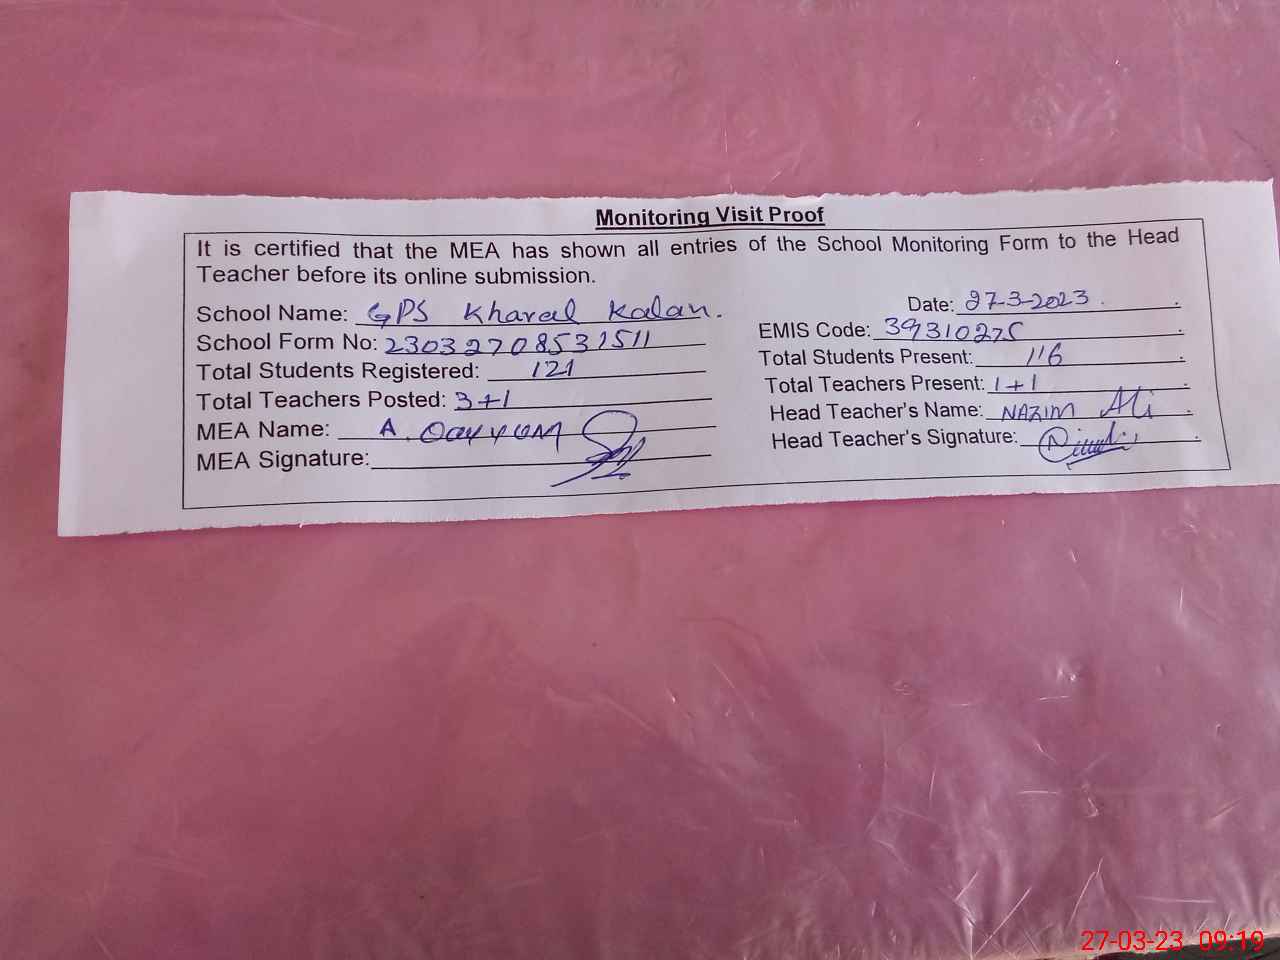 Monitoring Visit Proof
It is certified that the MEA has shown all entries of the School Monitoring Form to the Head
Teacher before its online submission.
School Name: GPS Kharal Kalan.
Date: 27-3-2023.
School Form No: 2303270853 1511
EMIS Code: 39310275
Total Students Registered: 121
Total Students Present: 116
Total Teachers Posted: 3+1
Total Teachers Present: 1+1
MEA Name: A. Qayyum
Head Teacher's Name: NAZIM Ali
MEA Signature:
Head Teacher's Signature:
27-03-23 09:19